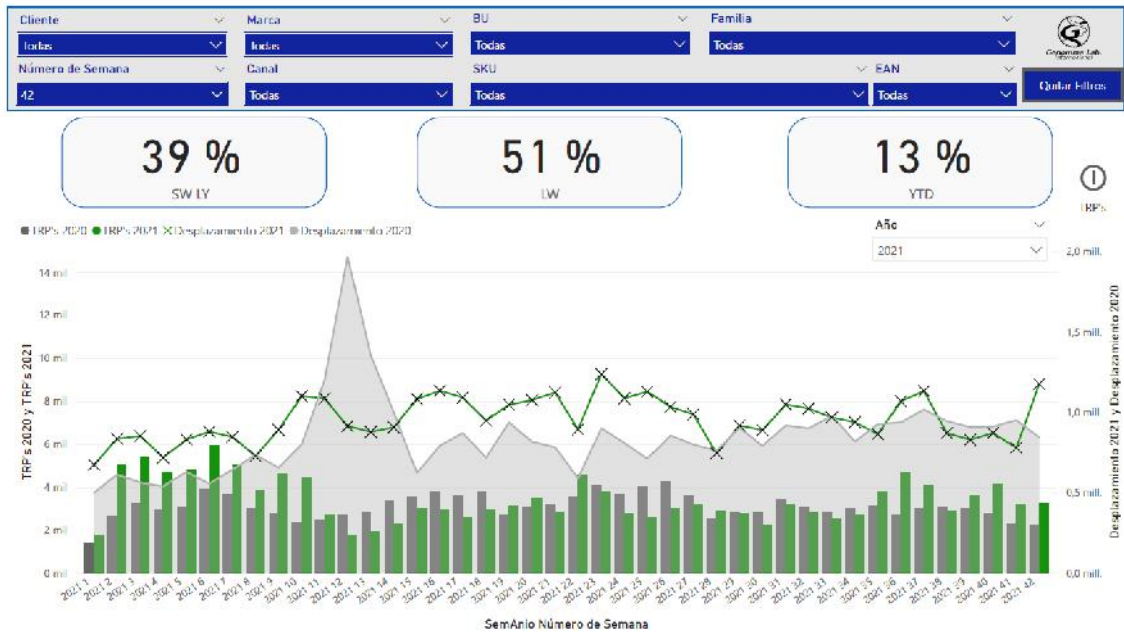 Cliente
Marca
BU
Familia
Todas
Todas
Todas
Todas
Número de Semana
Canal
SKU
EAN
42
Todas
Todas
Todas
Quitar Filtros
Genomma Lab.
39 %
SW LY
51 %
LW
13 %
YTD
TRP's
TRP's 2020 TRP's 2021 Desplazamiento 2021 Desplazamiento 2020
Año
2021
14 mil
12 mil
10 mil
8 mil
6 mil
4 mil
2 mil
0 mil
TRP's 2020 y TRP's 2021
2,0 mill.
1,5 mill.
1,0 mill.
0,5 mill.
0,0 mill.
Desplazamiento 2021 y Desplazamiento 2020
2021 1
2021 2
2021 3
2021 4
2021 5
2021 6
2021 7
2021 8
2021 9
2021 10
2021 11
2021 12
2021 13
2021 14
2021 15
2021 16
2021 17
2021 18
2021 19
2021 20
2021 21
2021 22
2021 23
2021 24
2021 25
2021 26
2021 27
2021 28
2021 29
2021 30
2021 31
2021 32
2021 33
2021 34
2021 35
2021 36
2021 37
2021 38
2021 39
2021 40
2021 41
2021 42
SemAnio Número de Semana